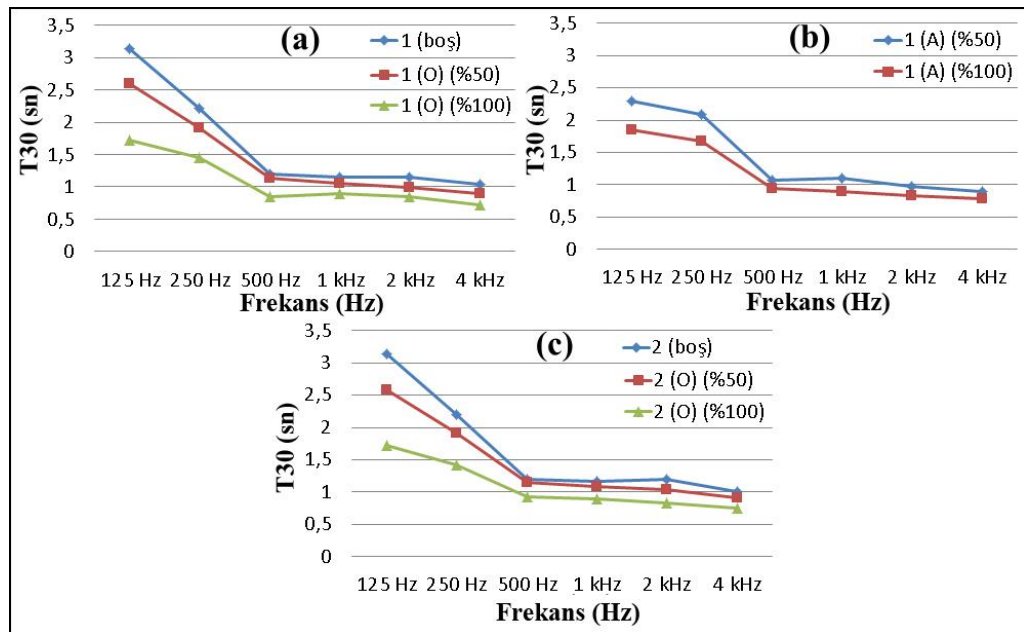 (a)
T30 (sn)
3,5
3
2,5
2
1,5
1
0,5
0
1 (boş)
1 (O) (%50)
1 (O) (%100)
125 Hz 250 Hz 500 Hz 1 kHz 2 kHz 4 kHz
Frekans (Hz)
(b)
T30 (sn)
3,5
3
2,5
2
1,5
1
0,5
0
1 (A) (%50)
1 (A) (%100)
125 Hz 250 Hz 500 Hz 1 kHz 2 kHz 4 kHz
Frekans (Hz)
(c)
T30 (sn)
3,5
3
2,5
2
1,5
1
0,5
0
2 (boş)
2 (O) (%50)
2 (O) (%100)
125 Hz 250 Hz 500 Hz 1 kHz 2 kHz 4 kHz
Frekans (Hz)